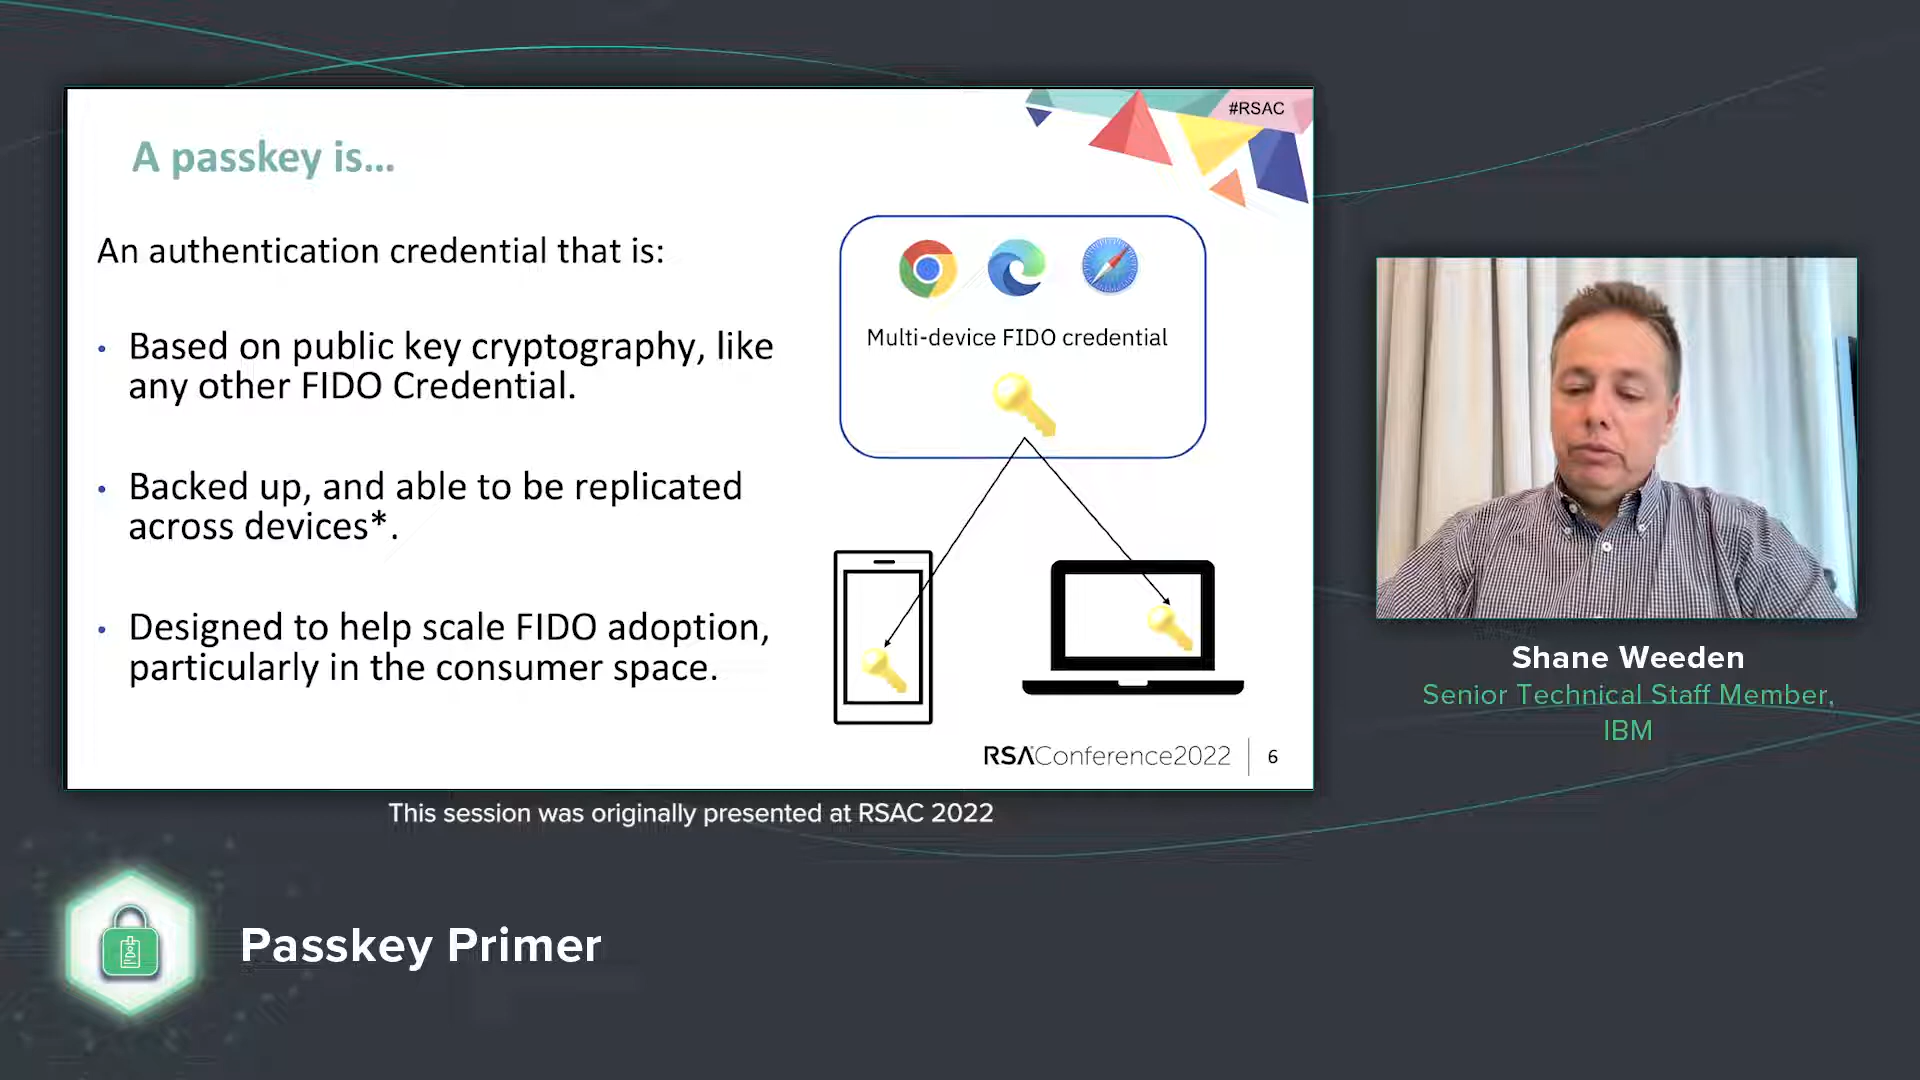 #RSAC
A passkey is...
An authentication credential that is:
• Based on public key cryptography, like
any other FIDO Credential.
• Backed up, and able to be replicated
across devices*.
• Designed to help scale FIDO adoption,
particularly in the consumer space.
Multi-device FIDO credential
RSAConference2022 | 6
This session was originally presented at RSAC 2022
Shane Weeden
Senior Technical Staff Member,
IBM
Passkey Primer